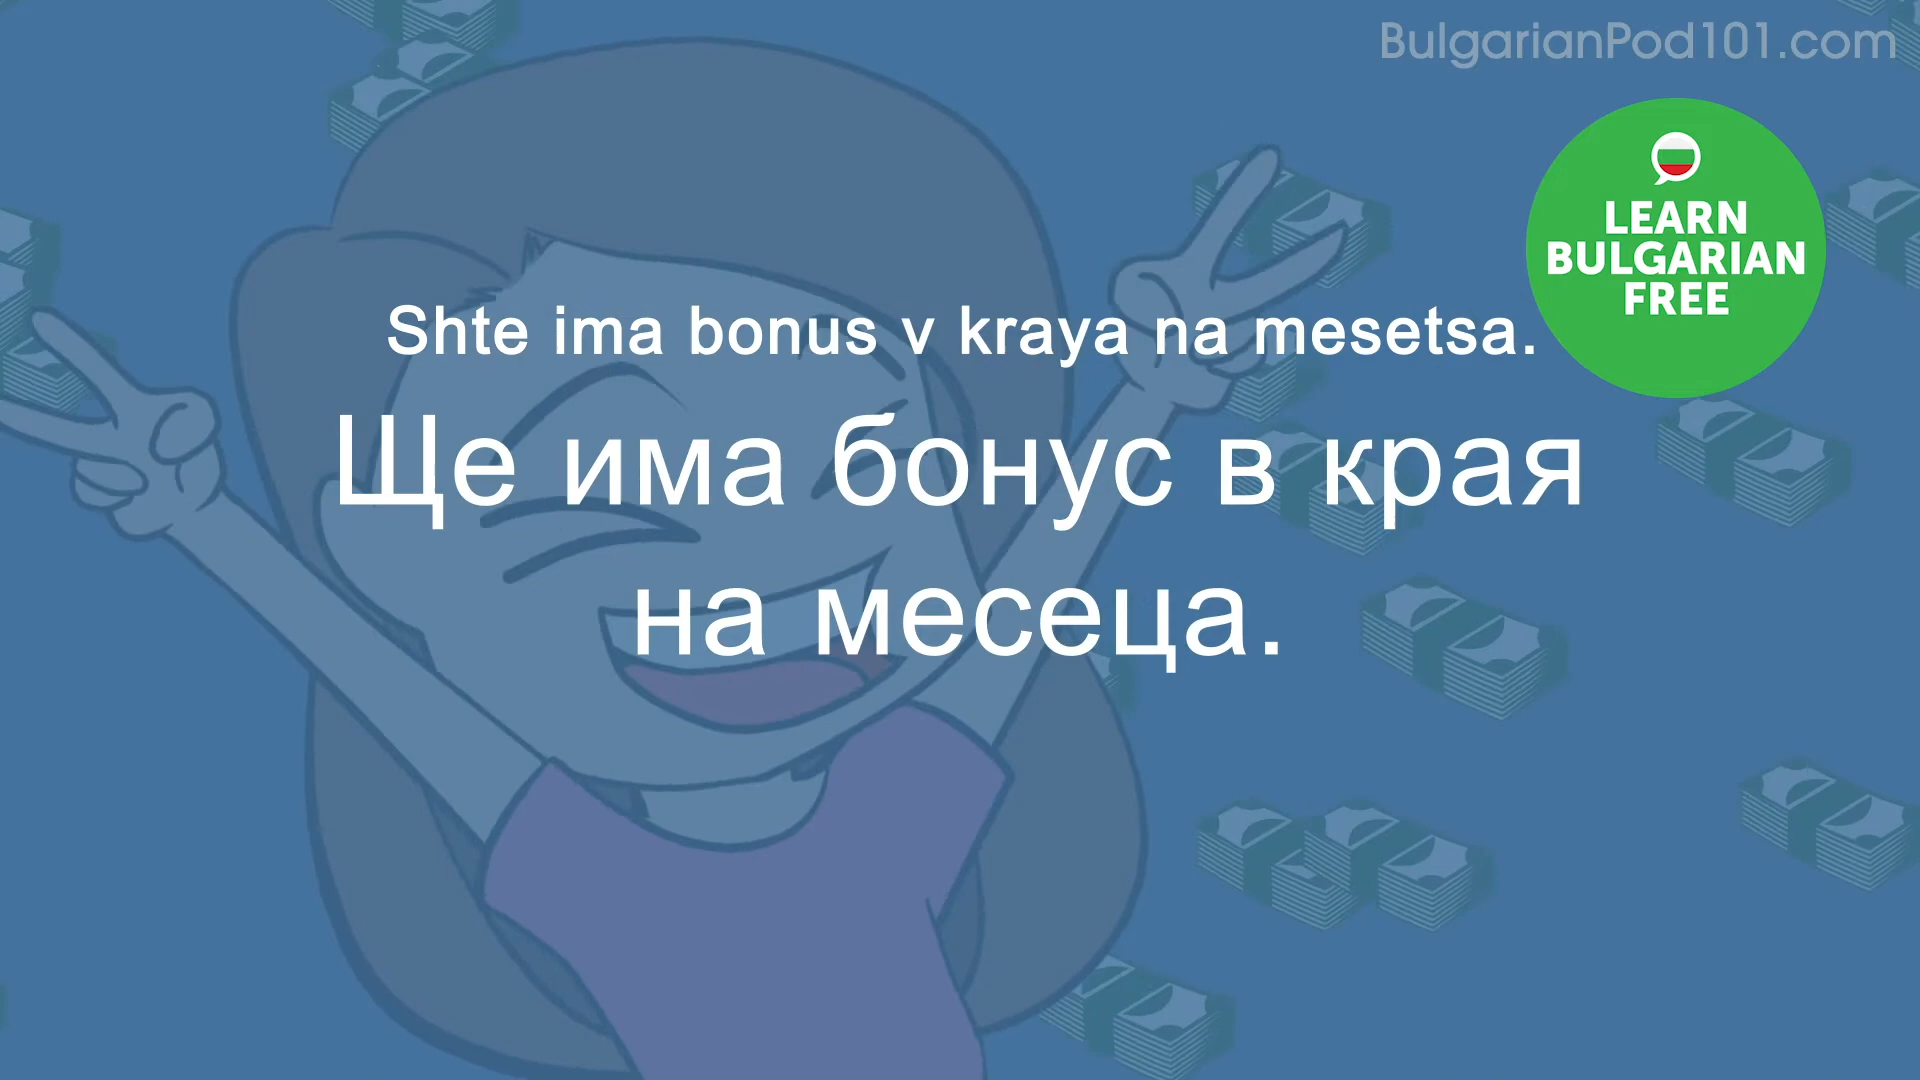 BulgarianPod101.com
LEARN
BULGARIAN
FREE
Shte ima bonus v kraya na mesetsa.
Ще има бонус в края
на месеца.